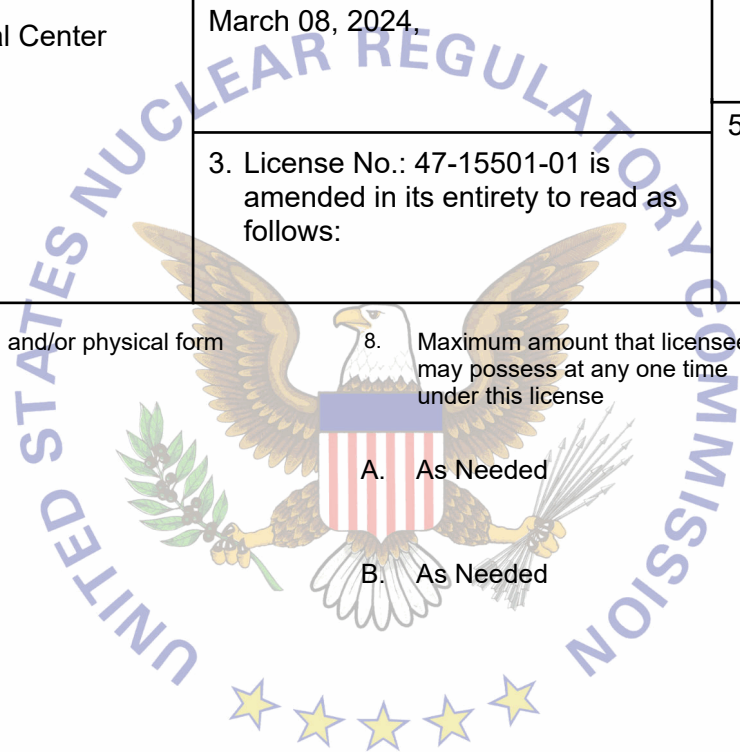 al Center
March 08, 2024,
5
3. License No.: 47-15501-01 is
amended in its entirety to read as
follows:
and/or physical form
8. Maximum amount that licensee
may possess at any one time
under this license
A. As Needed
B. As Needed
UNITED STATES NUCLEAR REGULATORY COMMISSION